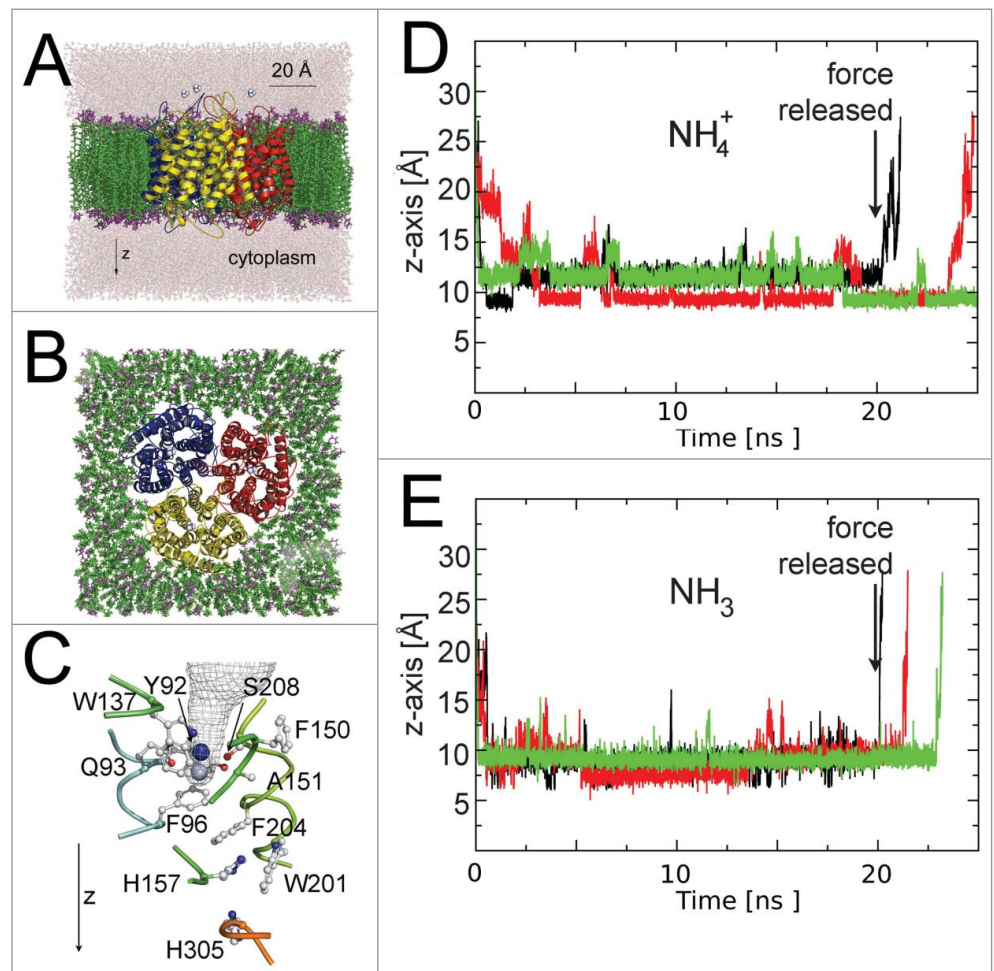 A
20 Å
z
cytoplasm
B
C
Y92
S208
W137
F150
Q93
A151
F96
F204
H157
W201
z
H305
D
force
released
NH₄⁺
z-axis [Å]
30
25
20
15
10
5
0
10
20
Time [ns ]
E
force
released
NH₃
z-axis [Å]
30
25
20
15
10
5
0
10
20
Time [ns ]